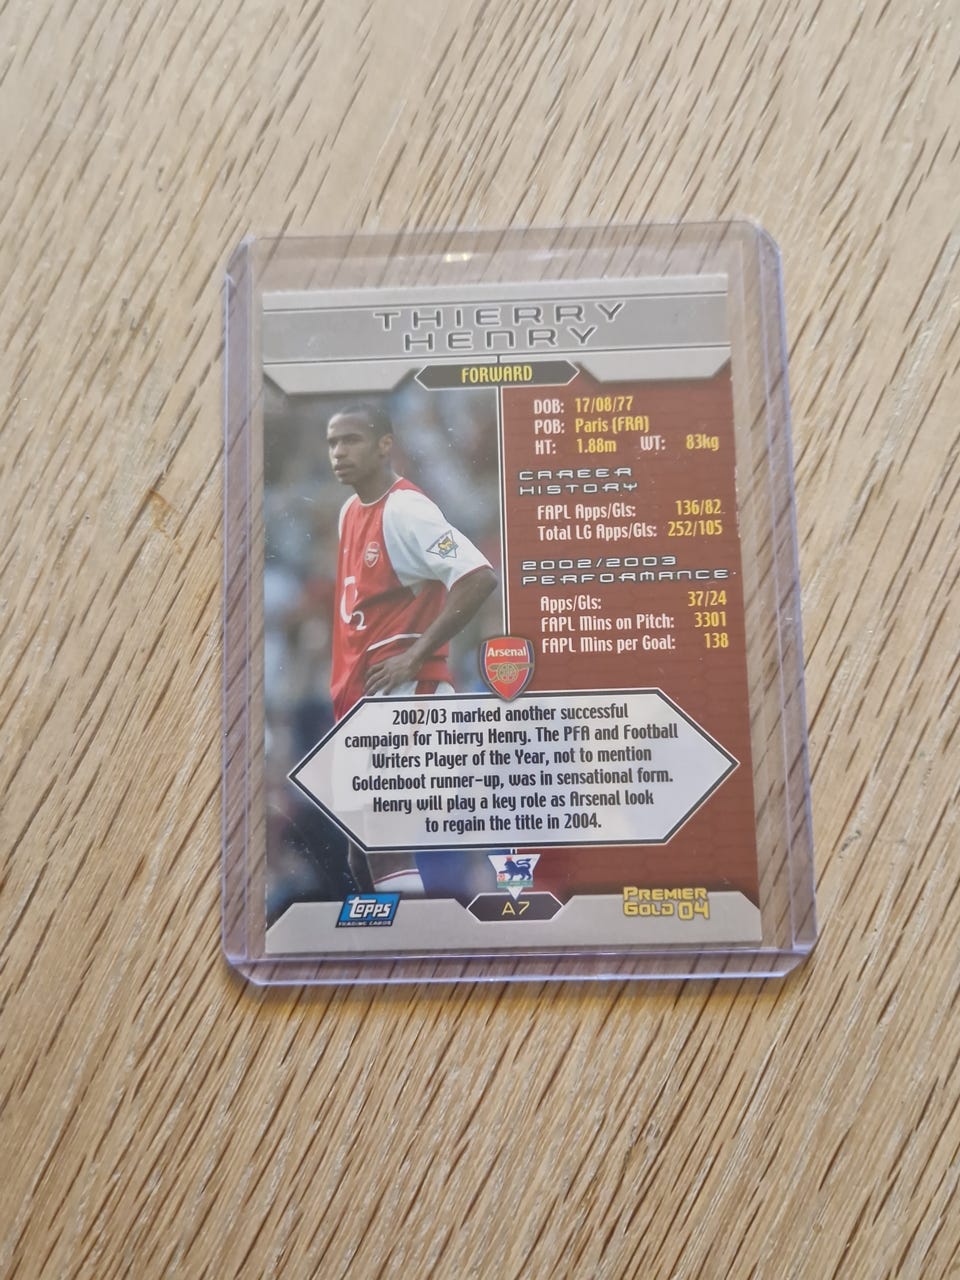 THIERRY
HENRY
FORWARD
DOB: 17/08/77
POB: Paris (FRA)
HT: 1.88m WT: 83kg
CAREER
HISTORY
FAPL Apps/Gls: 136/82
Total LG Apps/Gls: 252/105
2002/2003
PERFORMANCE
Apps/Gls: 37/24
FAPL Mins on Pitch: 3301
FAPL Mins per Goal: 138
O2
Arsenal
2002/03 marked another successful
campaign for Thierry Henry. The PFA and Football
Writers Player of the Year, not to mention
Goldenboot runner-up, was in sensational form.
Henry will play a key role as Arsenal look
to regain the title in 2004.
Topps
TRADING CARDS
A7
PREMIER
GOLD 04